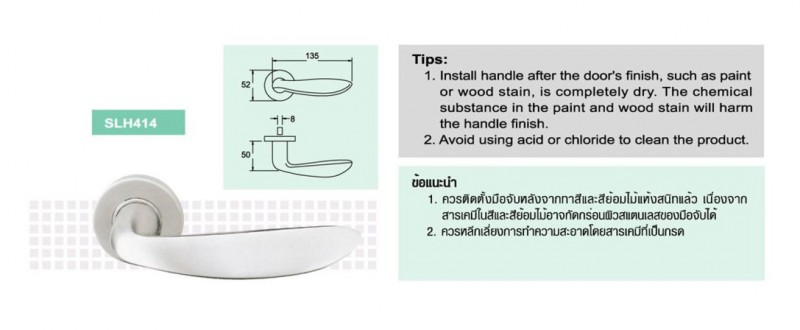 SLH414
135
52
8
50
Tips:
1. Install handle after the door's finish, such as paint
or wood stain, is completely dry. The chemical
substance in the paint and wood stain will harm
the handle finish.
2. Avoid using acid or chloride to clean the product.
ข้อแนะนำ
1. ควรติดตั้งมือจับหลังจากทาสีและสีย้อมไม้แห้งสนิทแล้ว เนื่องจาก
สารเคมีในสีและสีย้อมไม้อาจกัดกร่อนผิวสแตนเลสของมือจับได้
2. ควรหลีกเลี่ยงการทำความสะอาดโดยสารเคมีที่เป็นกรด